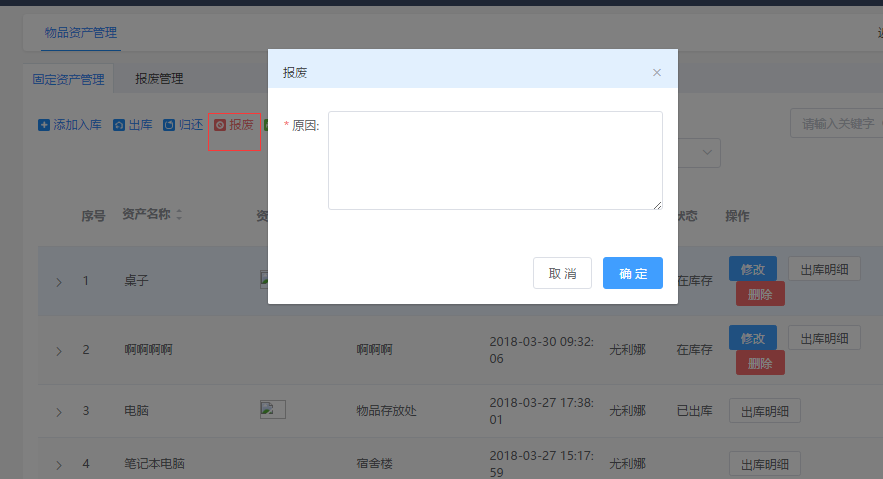 物品资产管理
固定资产管理 报废管理
添加入库 出库 归还 报废
请输入关键字
报废
* 原因:
取 消 确 定
序号 资产名称 状态 操作
1 桌子 在库存 修改 出库明细
删除
2 啊啊啊啊 啊啊啊 2018-03-30 09:32:06 尤利娜 在库存 修改 出库明细
删除
3 电脑 物品存放处 2018-03-27 17:38:01 尤利娜 已出库 出库明细
4 笔记本电脑 宿舍楼 2018-03-27 15:17:59 尤利娜 出库明细